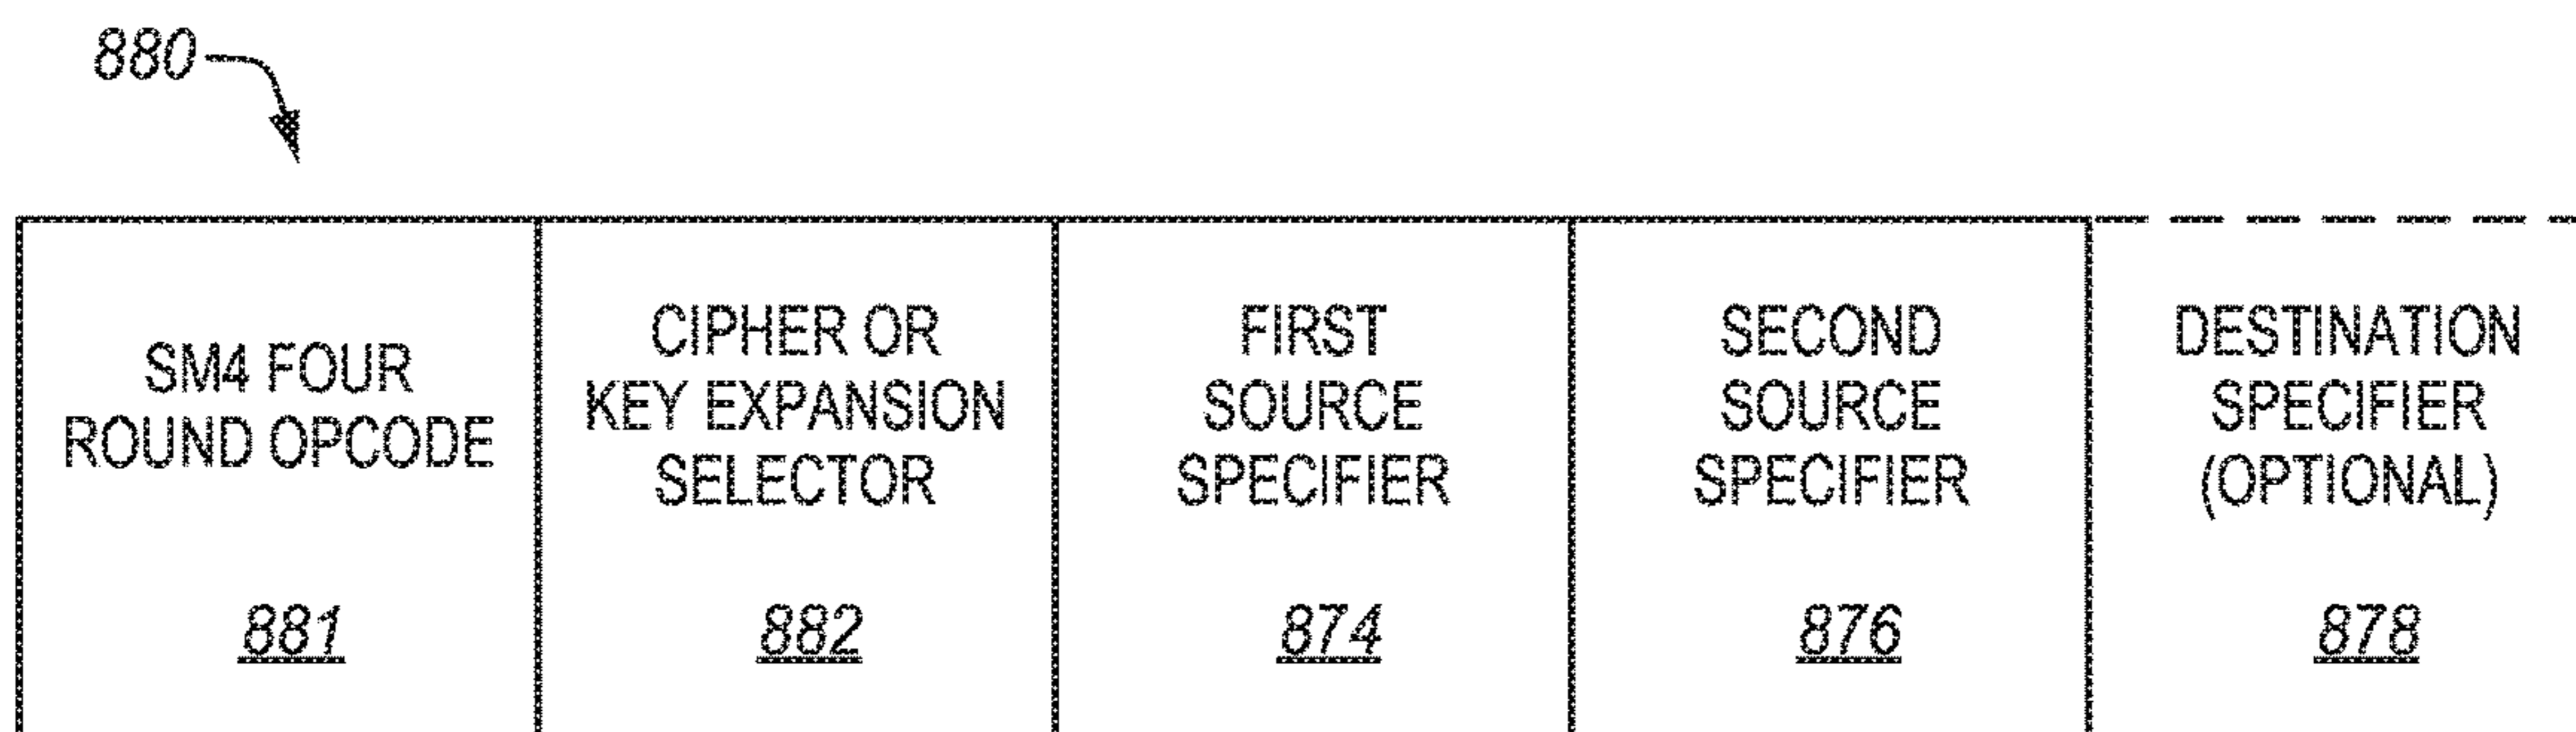 880
SM4 FOUR
ROUND OPCODE
881
CIPHER OR
KEY EXPANSION
SELECTOR
882
FIRST
SOURCE
SPECIFIER
874
SECOND
SOURCE
SPECIFIER
876
DESTINATION
SPECIFIER
(OPTIONAL)
878